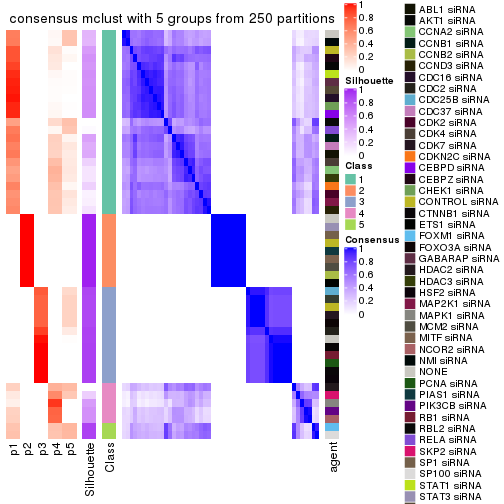 consensus mclust with 5 groups from 250 partitions
p1
p2
p3
p4
p5
Silhouette
Class
agent
1
0.8
0.6
0.4
0.2
0
Silhouette
1
0.8
0.6
0.4
0.2
0
Class
1
2
3
4
5
Consensus
1
0.8
0.6
0.4
0.2
0
ABL1 siRNA
AKT1 siRNA
CCNA2 siRNA
CCNB1 siRNA
CCNB2 siRNA
CCND3 siRNA
CDC16 siRNA
CDC2 siRNA
CDC25B siRNA
CDC37 siRNA
CDK2 siRNA
CDK4 siRNA
CDK7 siRNA
CDKN2C siRNA
CEBPD siRNA
CEBPZ siRNA
CHEK1 siRNA
CONTROL siRNA
CTNNB1 siRNA
ETS1 siRNA
FOXM1 siRNA
FOXO3A siRNA
GABARAP siRNA
HDAC2 siRNA
HDAC3 siRNA
HSF2 siRNA
MAP2K1 siRNA
MAPK1 siRNA
MCM2 siRNA
MITF siRNA
NCOR2 siRNA
NMI siRNA
NONE
PCNA siRNA
PIAS1 siRNA
PIK3CB siRNA
RB1 siRNA
RBL2 siRNA
RELA siRNA
SKP2 siRNA
SP1 siRNA
SP100 siRNA
STAT1 siRNA
STAT3 siRNA